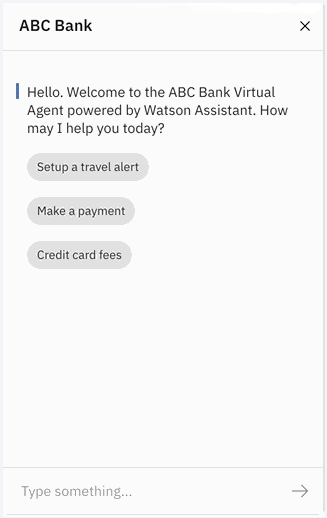 ABC Bank
Hello. Welcome to the ABC Bank Virtual
Agent powered by Watson Assistant. How
may I help you today?
Setup a travel alert
Make a payment
Credit card fees
Type something...